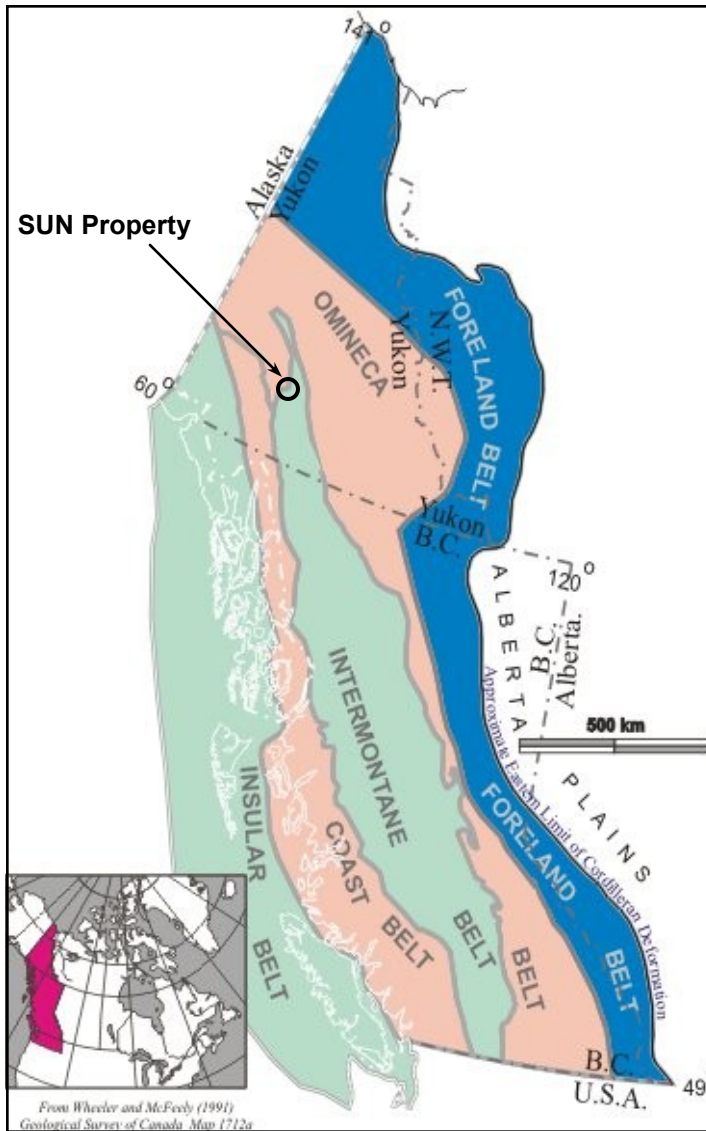 141°
Alaska
Yukon
SUN Property
OMINECA
FORELAND BELT
N.W.T.
Yukon
60°
Yukon
B.C.
120°
ALBERTA PLAINS
B.C.
Alberta.
Approximate Eastern Limit of Cordilleran Deformation
500 km
INTERMONTANE BELT
INSULAR BELT
COAST BELT
FORELAND BELT
BELT
B.C.
U.S.A.
49
From Wheeler and McFeely (1991)
Geological Survey of Canada Map 1712a